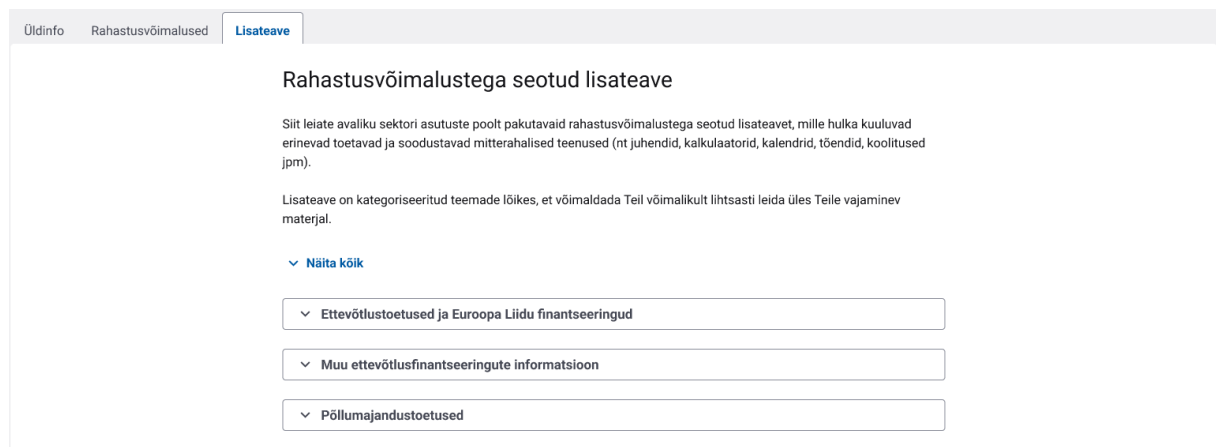 Üldinfo Rahastusvõimalused Lisateave
Rahastusvõimalustega seotud lisateave
Siit leiate avaliku sektori asutuste poolt pakutavaid rahastusvõimalustega seotud lisateavet, mille hulka kuuluvad
erinevad toetavad ja soodustavad mitterahalised teenused (nt juhendid, kalkulaatorid, kalendrid, tõendid, koolitused
jpm).
Lisateave on kategoriseeritud teemade lõikes, et võimaldada Teil võimalikult lihtsasti leida üles Teile vajaminev
materjal.
Näita kõik
Ettevõtlustoetused ja Euroopa Liidu finantseeringud
Muu ettevõtlusfinantseeringute informatsioon
Põllumajandustoetused